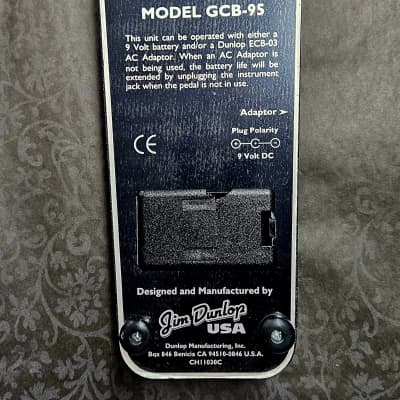 MODEL GCB-95
This unit can be operated with either a
9 Volt battery and/or a Dunlop ECB-03
AC Adaptor. When an AC Adaptor is
not being used, the battery life will be
extended by unplugging the instrument
jack when the pedal is not in use.
Adaptor >
Plug Polarity
CE
9 Volt DC
Designed and Manufactured by
Jim Dunlop
USA
Dunlop Manufacturing, Inc.
Box 846 Benicia CA 94510-0846 U.S.A.
CH11030C